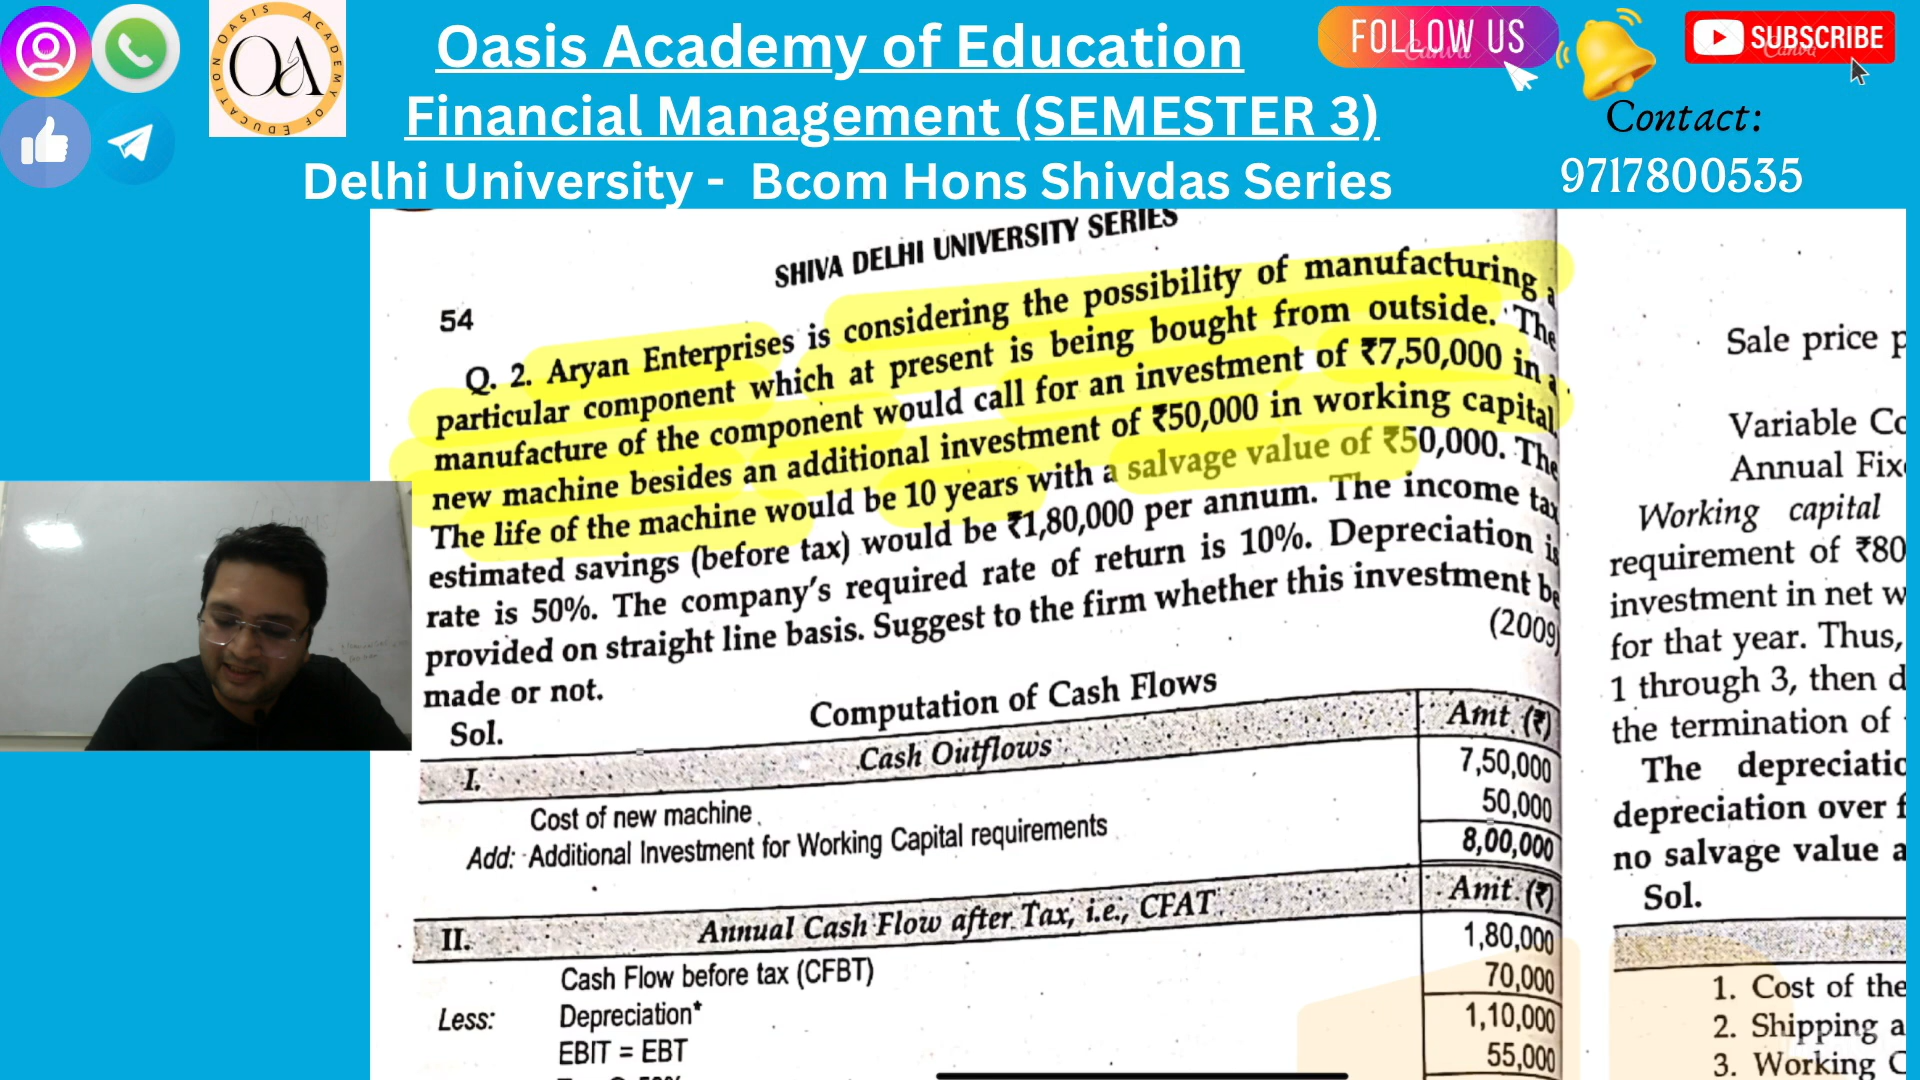 OASIS ACADEMY OF EDUCATION
OA
Oasis Academy of Education
Financial Management (SEMESTER 3)
Delhi University - Bcom Hons Shivdas Series
FOLLOW US
Canva
SUBSCRIBE
Canva
Contact:
9717800535
SHIVA DELHI UNIVERSITY SERIES
54
Q. 2. Aryan Enterprises is considering the possibility of manufacturing a
particular component which at present is being bought from outside. The
manufacture of the component would call for an investment of ₹7,50,000 in a
new machine besides an additional investment of ₹50,000 in working capital.
The life of the machine would be 10 years with a salvage value of ₹50,000. The
estimated savings (before tax) would be ₹1,80,000 per annum. The income tax
rate is 50%. The company's required rate of return is 10%. Depreciation is
provided on straight line basis. Suggest to the firm whether this investment be
made or not. (2009)
Sol.
Computation of Cash Flows
I. Cash Outflows Amt (₹)
Cost of new machine 7,50,000
Add: Additional Investment for Working Capital requirements 50,000
8,00,000
II. Annual Cash Flow after Tax, i.e., CFAT Amt (₹)
Cash Flow before tax (CFBT) 1,80,000
Less: Depreciation* 70,000
EBIT = EBT 1,10,000
55,000
Sale price p
Variable Co
Annual Fix
Working capital
requirement of ₹80
investment in net w
for that year. Thus,
1 through 3, then d
the termination of
The depreciatio
depreciation over f
no salvage value a
Sol.
1. Cost of the
2. Shipping a
3. Working C